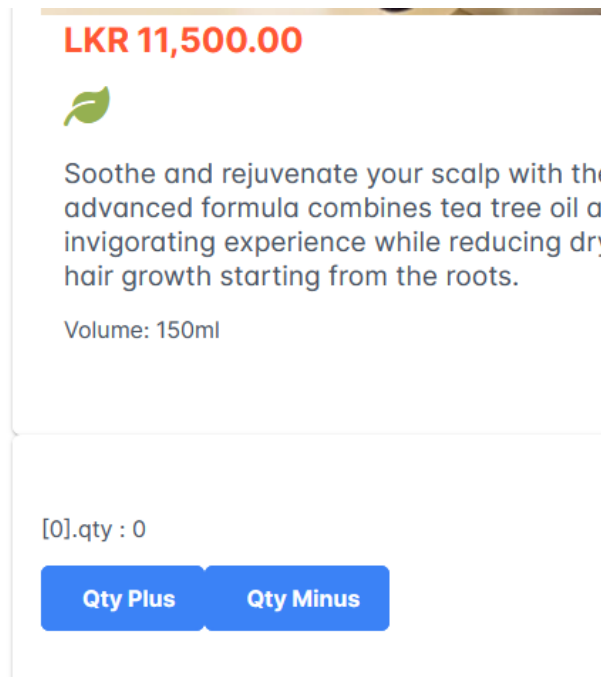 LKR 11,500.00
Soothe and rejuvenate your scalp with
advanced formula combines tea tree oil
invigorating experience while reducing
hair growth starting from the roots.
Volume: 150ml
[0].qty : 0
Qty Plus
Qty Minus